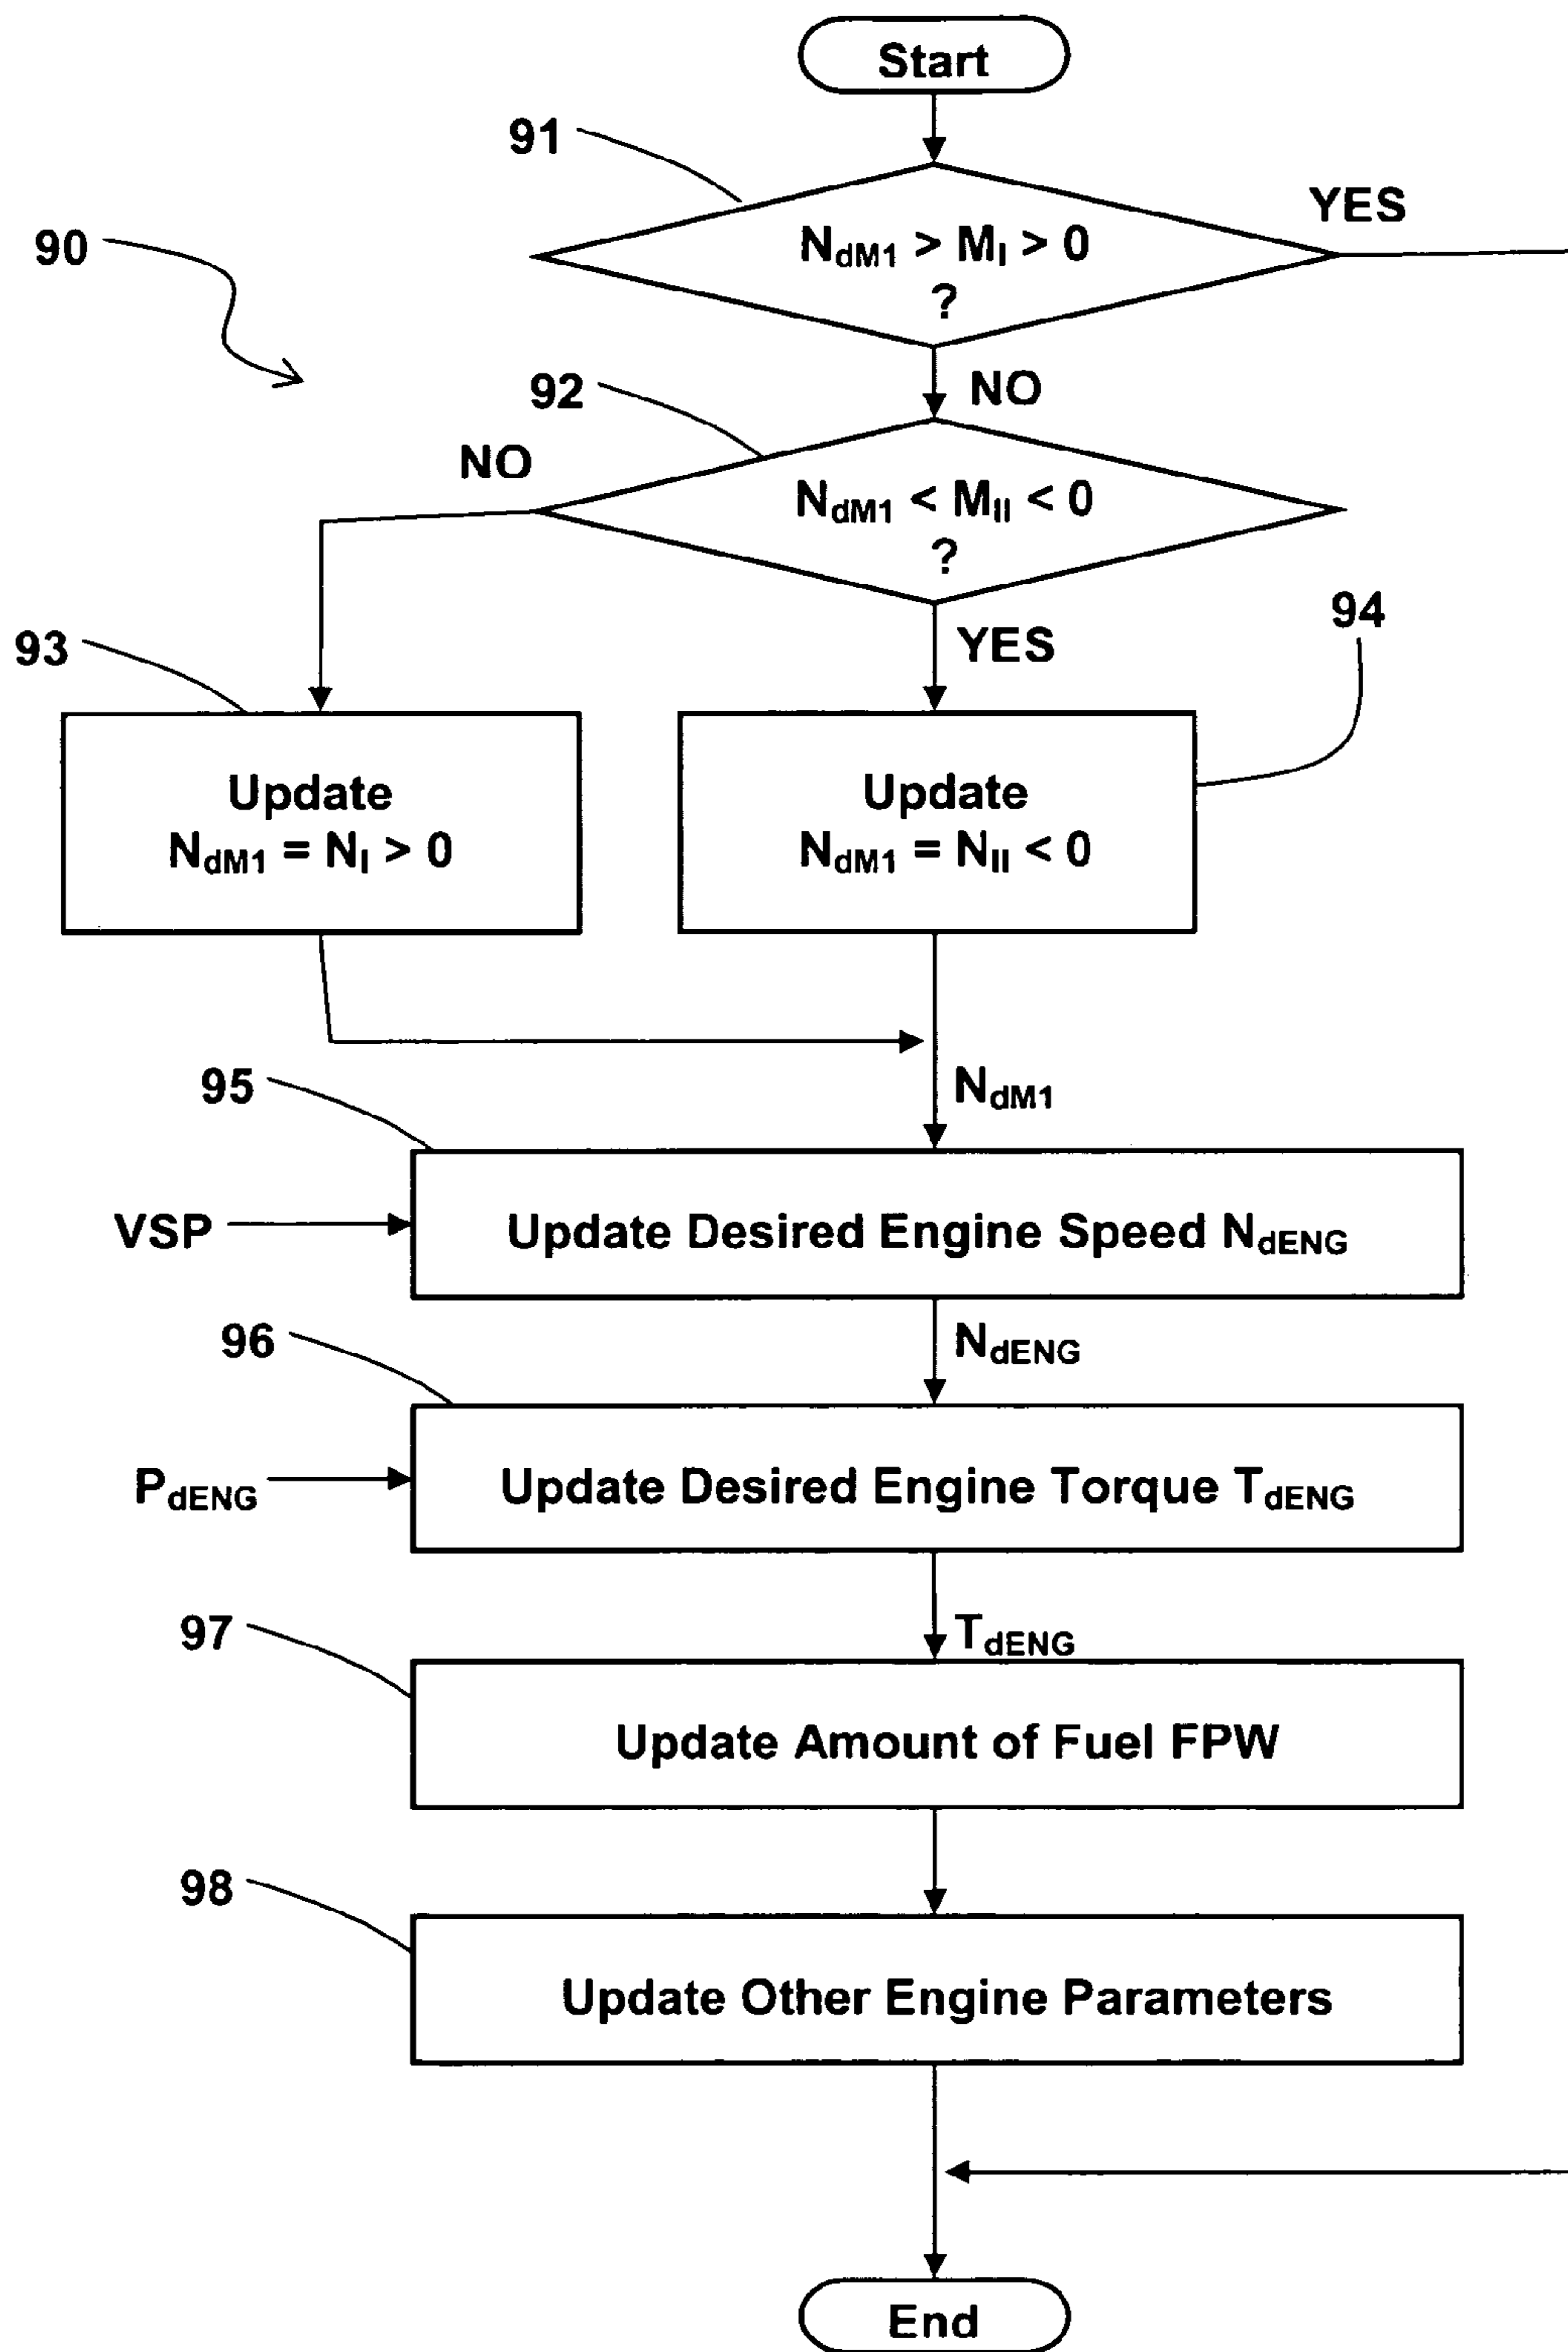 Start
91
YES
90
N_dM1 > M_I > 0
?
NO
92
NO
N_dM1 < M_II < 0
?
94
93
YES
Update
N_dM1 = N_I > 0
Update
N_dM1 = N_II < 0
95
N_dM1
VSP
Update Desired Engine Speed N_dENG
96
N_dENG
P_dENG
Update Desired Engine Torque T_dENG
97
T_dENG
Update Amount of Fuel FPW
98
Update Other Engine Parameters
End